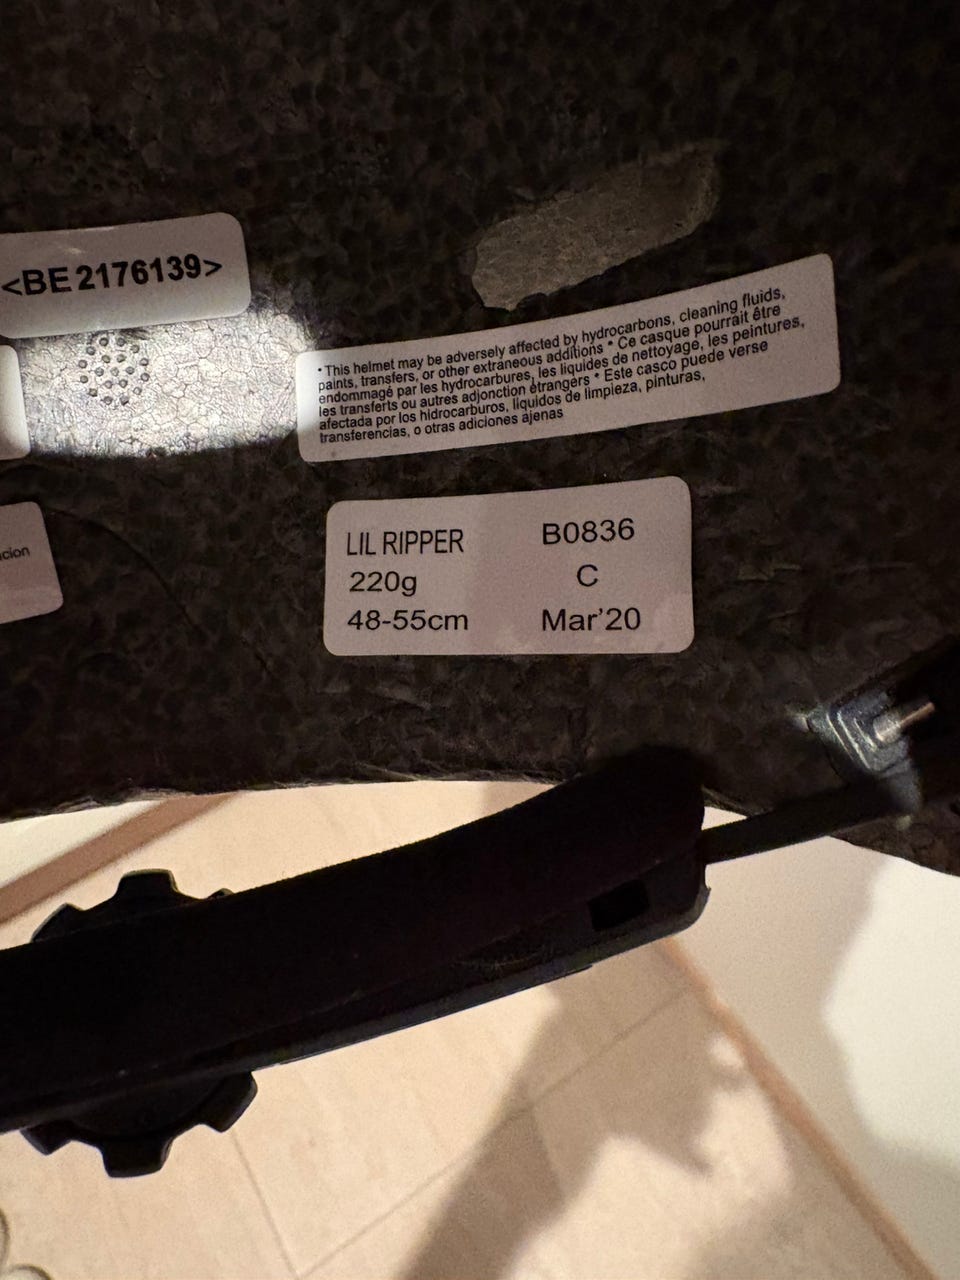 <BE 2176139>
• This helmet may be adversely affected by hydrocarbons, cleaning fluids,
paints, transfers, or other extraneous additions * Ce casque pourrait être
endommagé par les hydrocarbures, les liquides de nettoyage, les peintures,
les transferts ou autres adjonction étrangers * Este casco puede verse
afectada por los hidrocarburos, líquidos de limpieza, pinturas,
transferencias, o otras adiciones ajenas
cion
LIL RIPPER B0836
220g C
48-55cm Mar'20